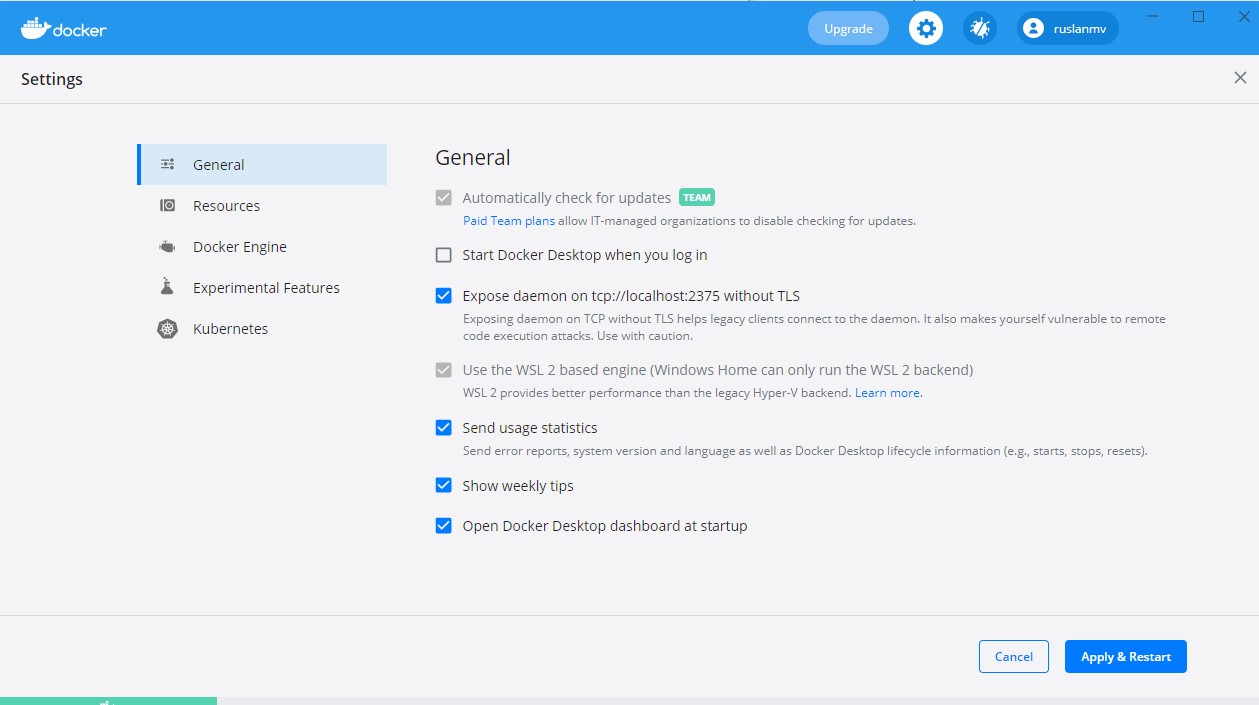 docker
Upgrade
ruslanmv
Settings
General
Resources
Docker Engine
Experimental Features
Kubernetes
General
Automatically check for updates TEAM
Paid Team plans allow IT-managed organizations to disable checking for updates.
Start Docker Desktop when you log in
Expose daemon on tcp://localhost:2375 without TLS
Exposing daemon on TCP without TLS helps legacy clients connect to the daemon. It also makes yourself vulnerable to remote
code execution attacks. Use with caution.
Use the WSL 2 based engine (Windows Home can only run the WSL 2 backend)
WSL 2 provides better performance than the legacy Hyper-V backend. Learn more.
Send usage statistics
Send error reports, system version and language as well as Docker Desktop lifecycle information (e.g., starts, stops, resets).
Show weekly tips
Open Docker Desktop dashboard at startup
Cancel
Apply & Restart